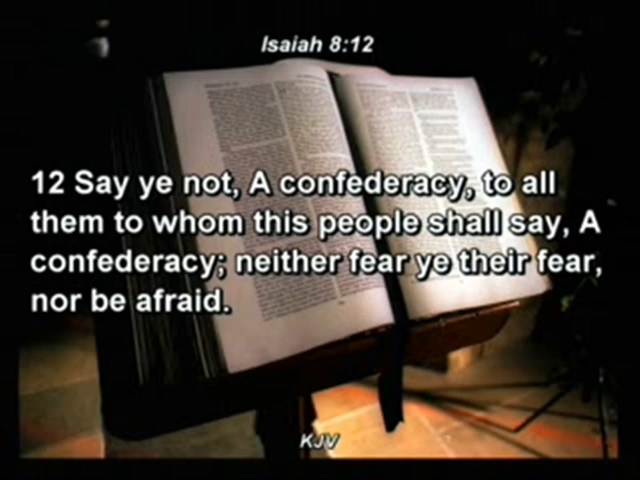 Isaiah 8:12
12 Say ye not, A confederacy, to all
them to whom this people shall say, A
confederacy; neither fear ye their fear,
nor be afraid.
KJV